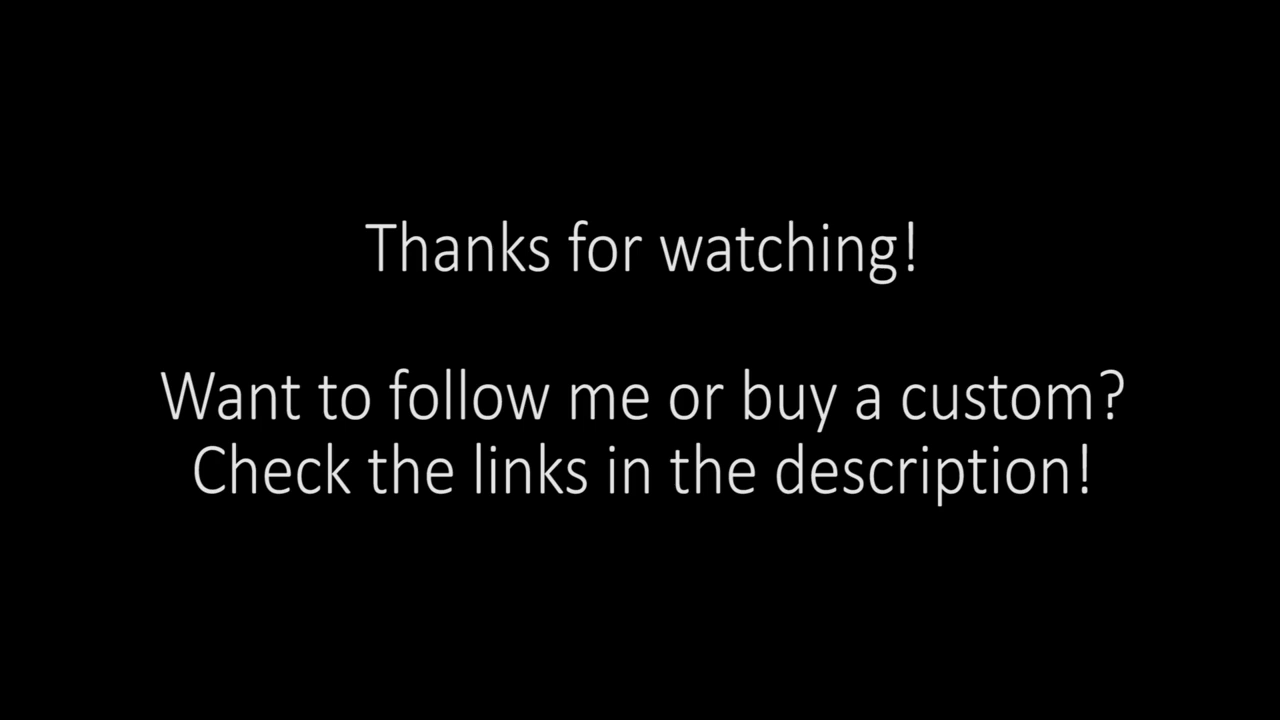 Thanks for watching!
Want to follow me or buy a custom?
Check the links in the description!